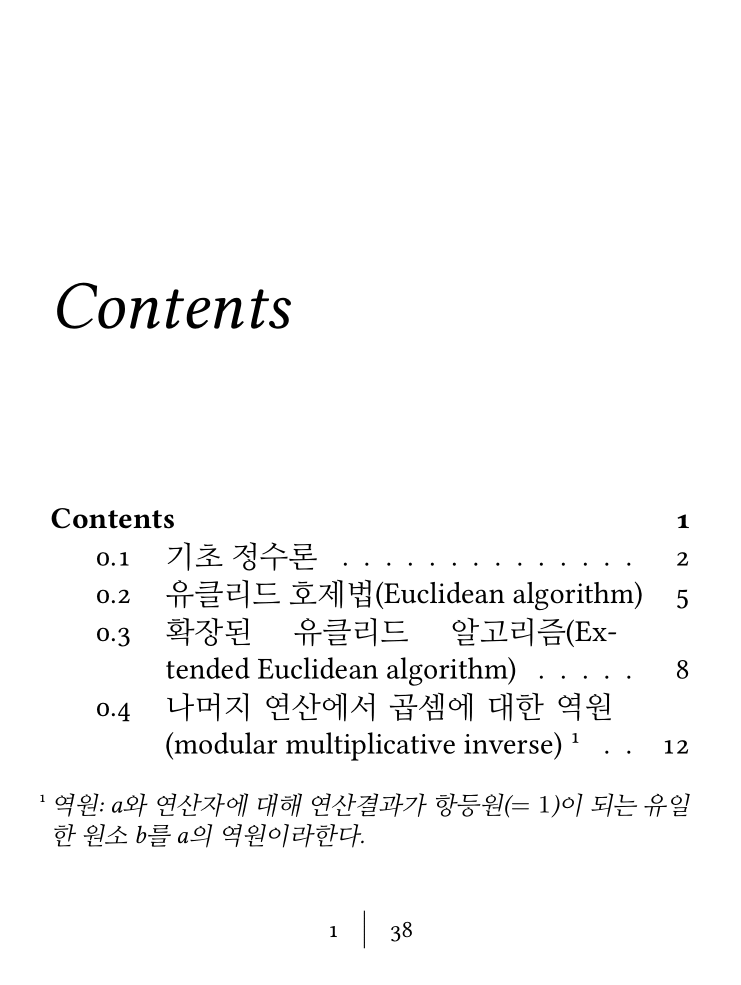 Contents
Contents 1
0.1 기초 정수론 . . . . . . . . . . . . . . 2
0.2 유클리드 호제법(Euclidean algorithm) 5
0.3 확장된 유클리드 알고리즘(Ex-
tended Euclidean algorithm) . . . . . 8
0.4 나머지 연산에서 곱셈에 대한 역원
(modular multiplicative inverse) ¹ . . 12
¹ 역원: a와 연산자에 대해 연산결과가 항등원(= 1)이 되는 유일
한 원소 b를 a의 역원이라한다.
1 | 38